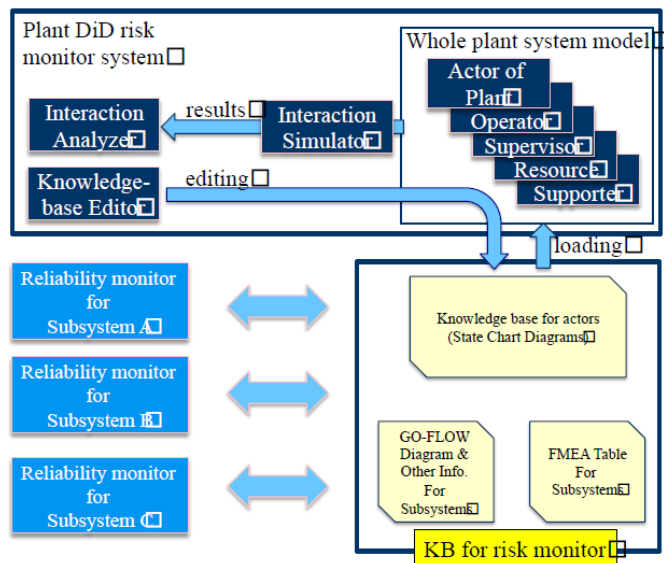 Plant DiD risk
monitor system
Whole plant system model
Actor of
Plant
Operator
Supervisor
Resource
Supporter
Interaction
Analyzer
results
Interaction
Simulator
Knowledge-
base Editor
editing
loading
Reliability monitor
for
Subsystem A
Reliability monitor
for
Subsystem B
Reliability monitor
for
Subsystem C
Knowledge base for actors
(State Chart Diagrams)
GO-FLOW
Diagram &
Other Info.
For
Subsystems
FMEA Table
For
Subsystems
KB for risk monitor